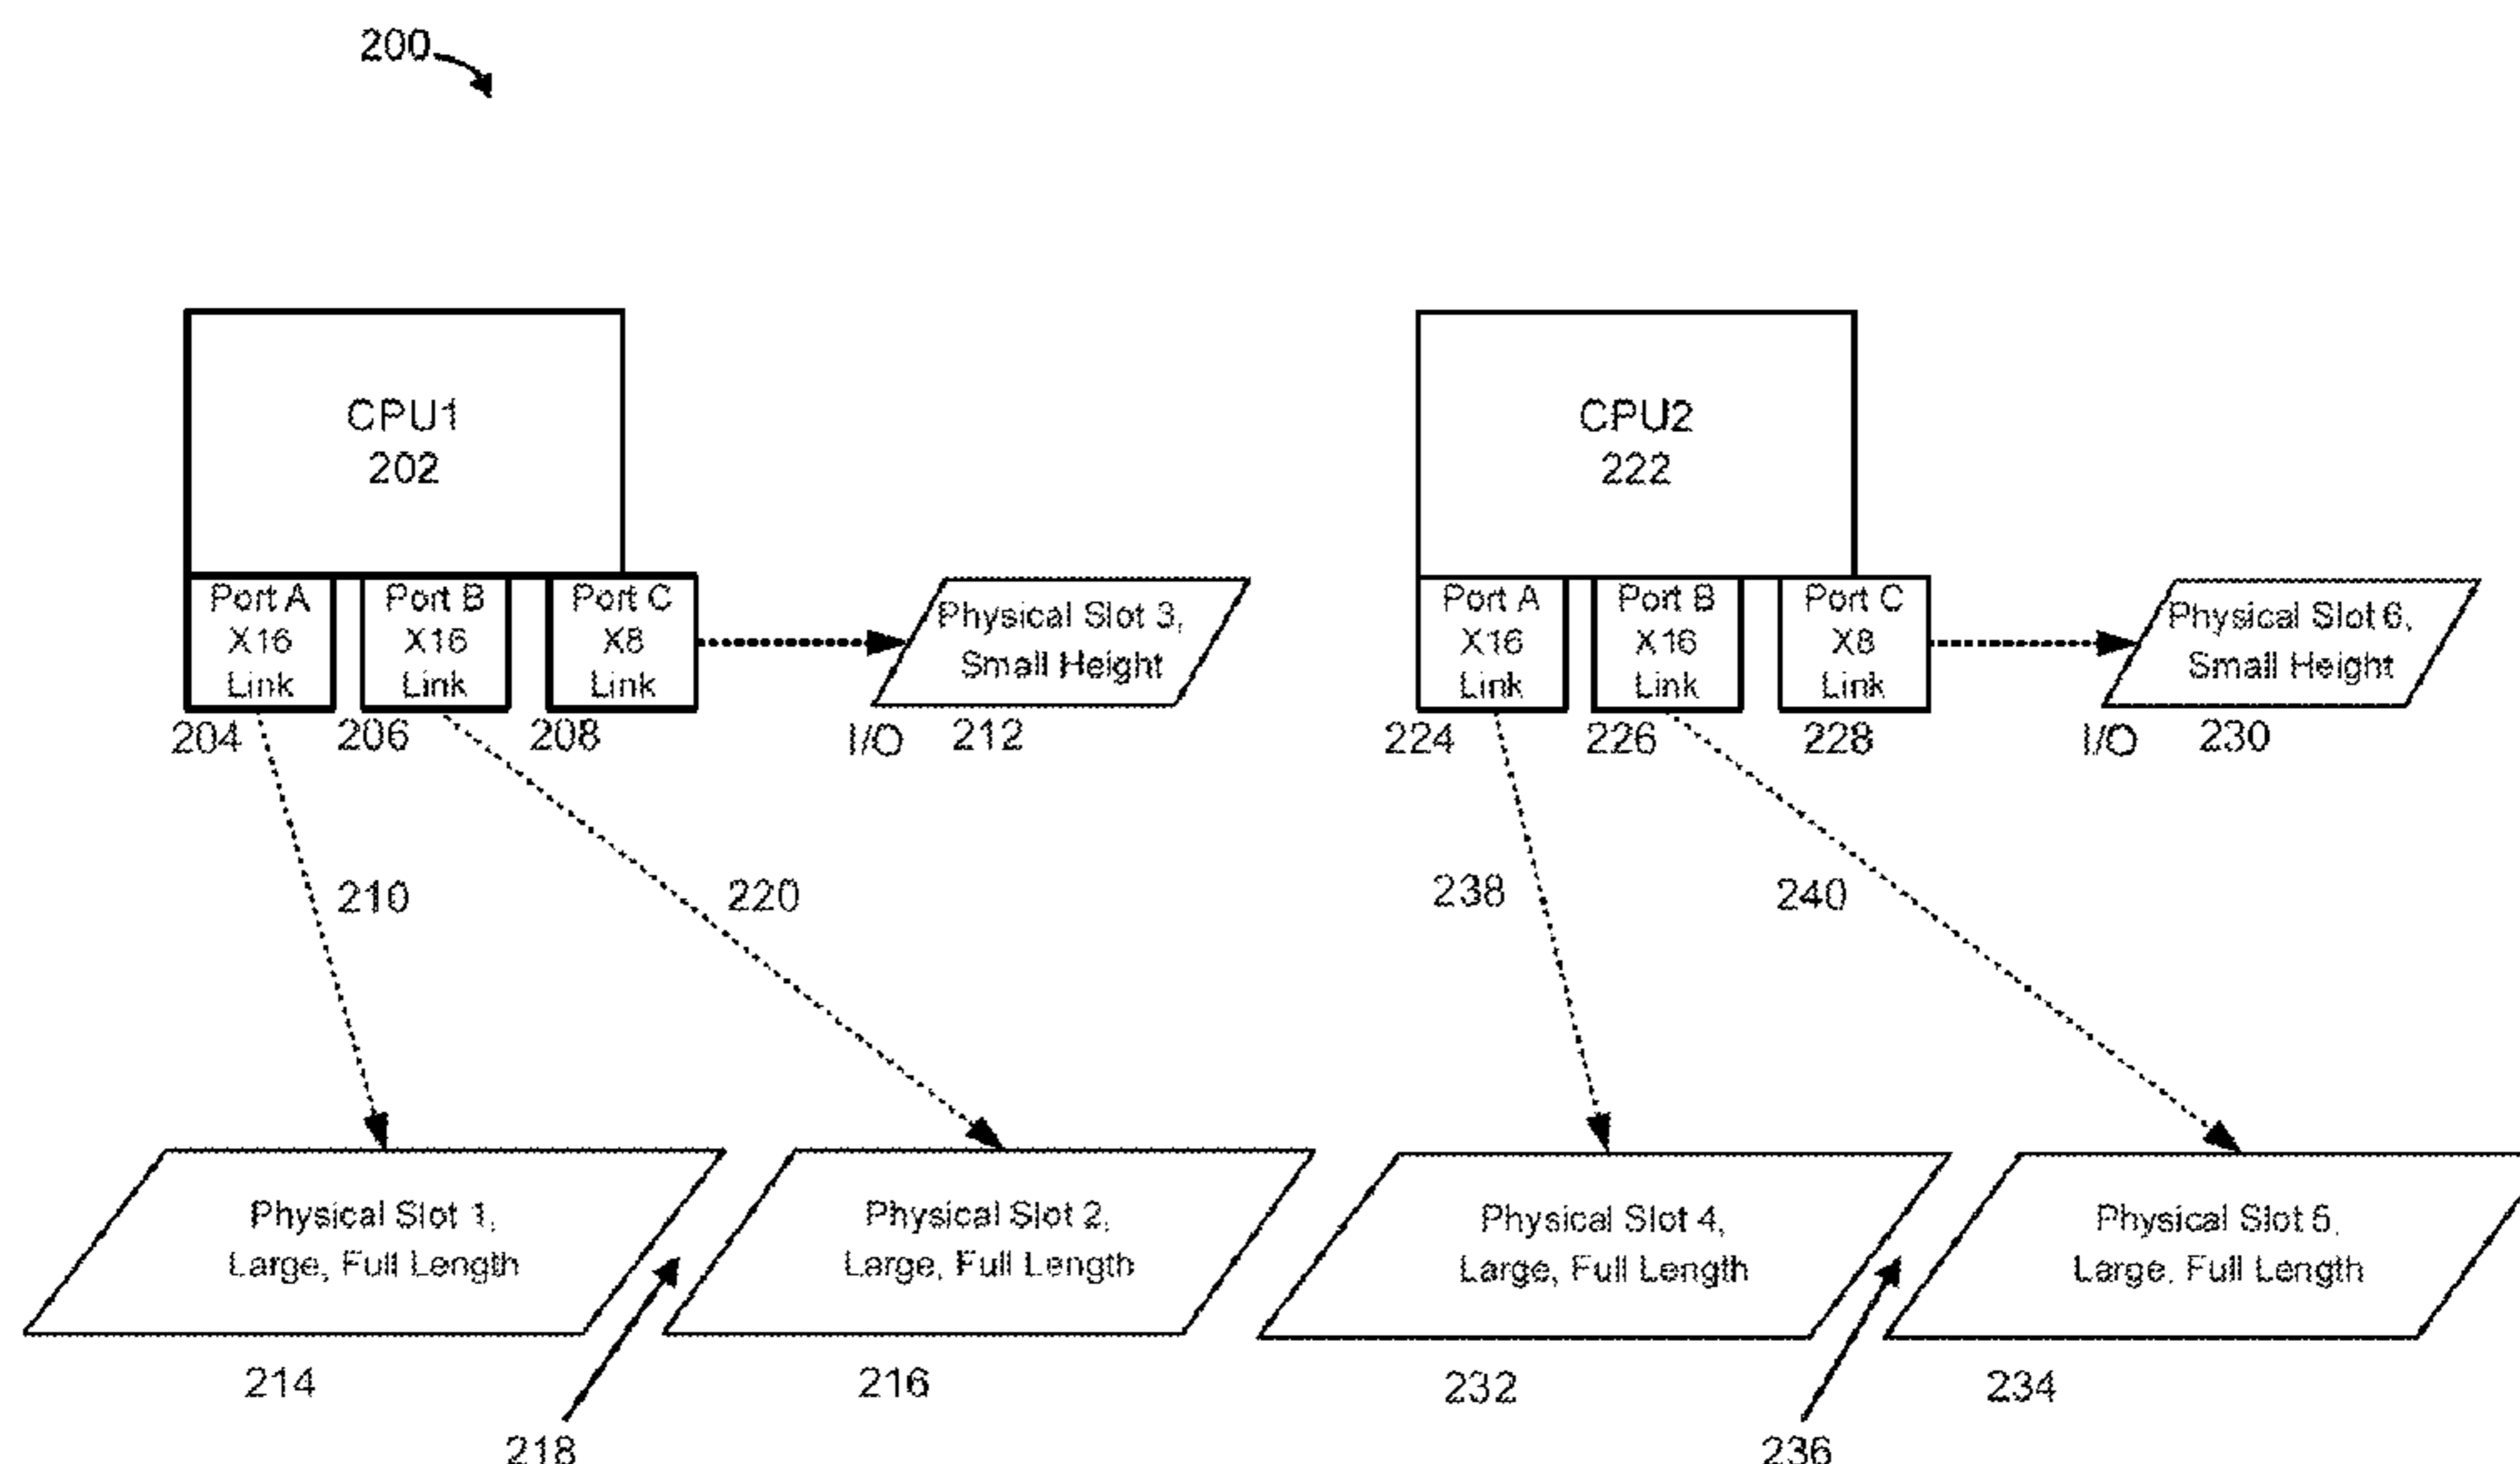 200
CPU1
202
CPU2
222
Port A
X16
Link
Port B
X16
Link
Port C
X8
Link
Physical Slot 3,
Small Height
Port A
X16
Link
Port B
X16
Link
Port C
X8
Link
Physical Slot 6,
Small Height
204
206
208
I/O
212
224
226
228
I/O
230
210
220
238
240
Physical Slot 1,
Large, Full Length
Physical Slot 2,
Large, Full Length
Physical Slot 4,
Large, Full Length
Physical Slot 5,
Large, Full Length
214
216
232
234
218
236